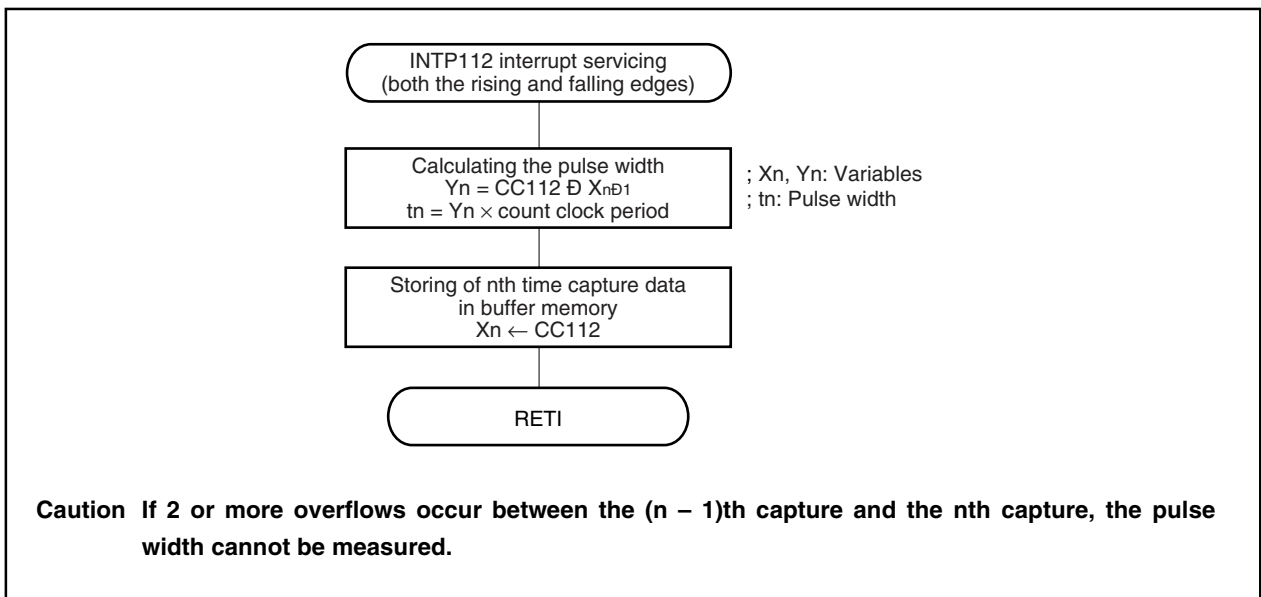 INTP112 interrupt servicing
(both the rising and falling edges)
Calculating the pulse width
Yn = CC112 Ð XnÐ1
tn = Yn × count clock period
; Xn, Yn: Variables
; tn: Pulse width
Storing of nth time capture data
in buffer memory
Xn ← CC112
RETI
Caution If 2 or more overflows occur between the (n – 1)th capture and the nth capture, the pulse
width cannot be measured.